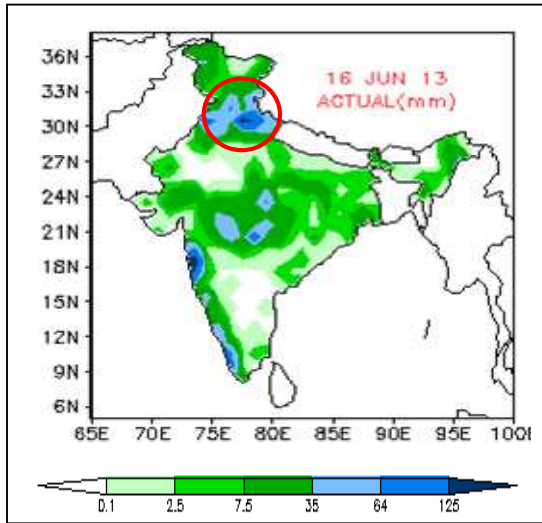 36N
33N
30N
27N
24N
21N
18N
15N
12N
9N
6N
16 JUN 13
ACTUAL(mm)
65E 70E 75E 80E 85E 90E 95E 100E
0.1 2.5 7.5 35 64 125